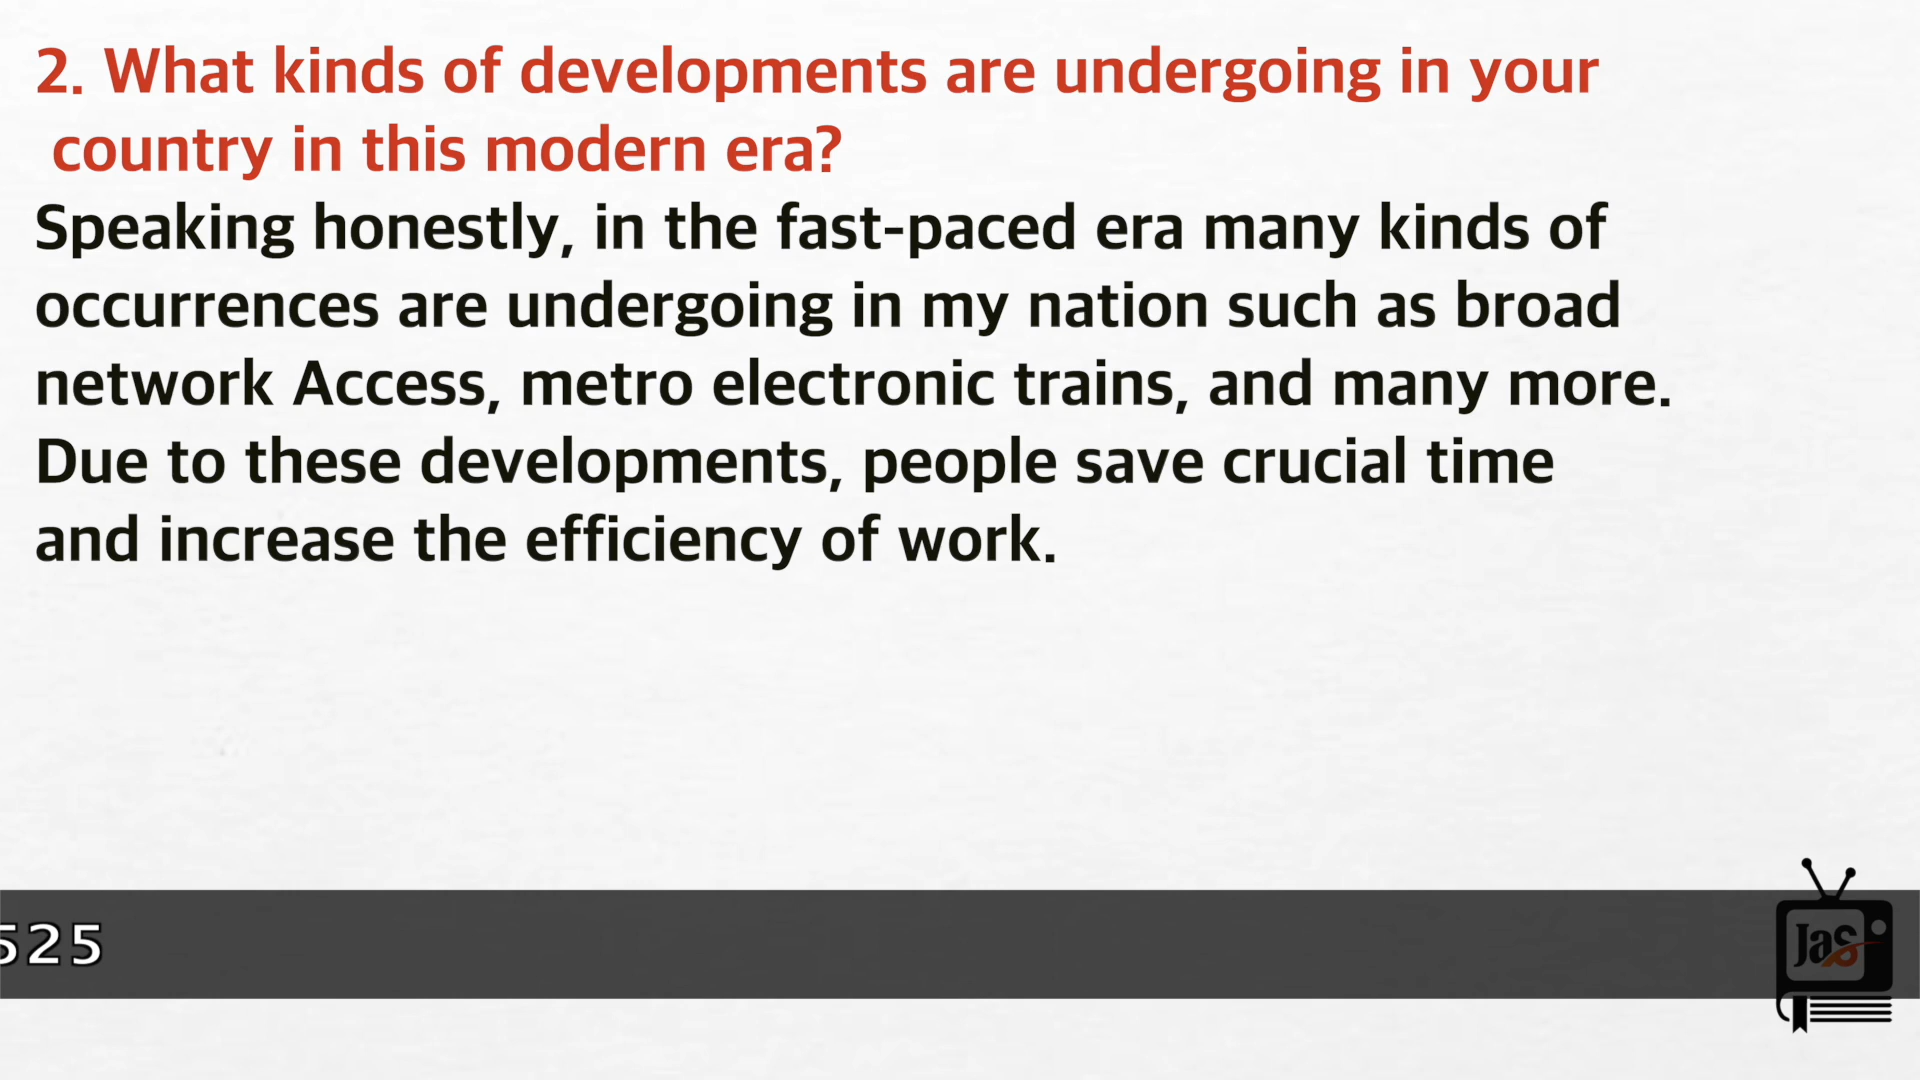 2. What kinds of developments are undergoing in your
country in this modern era?
Speaking honestly, in the fast-paced era many kinds of
occurrences are undergoing in my nation such as broad
network Access, metro electronic trains, and many more.
Due to these developments, people save crucial time
and increase the efficiency of work.
525
Jas